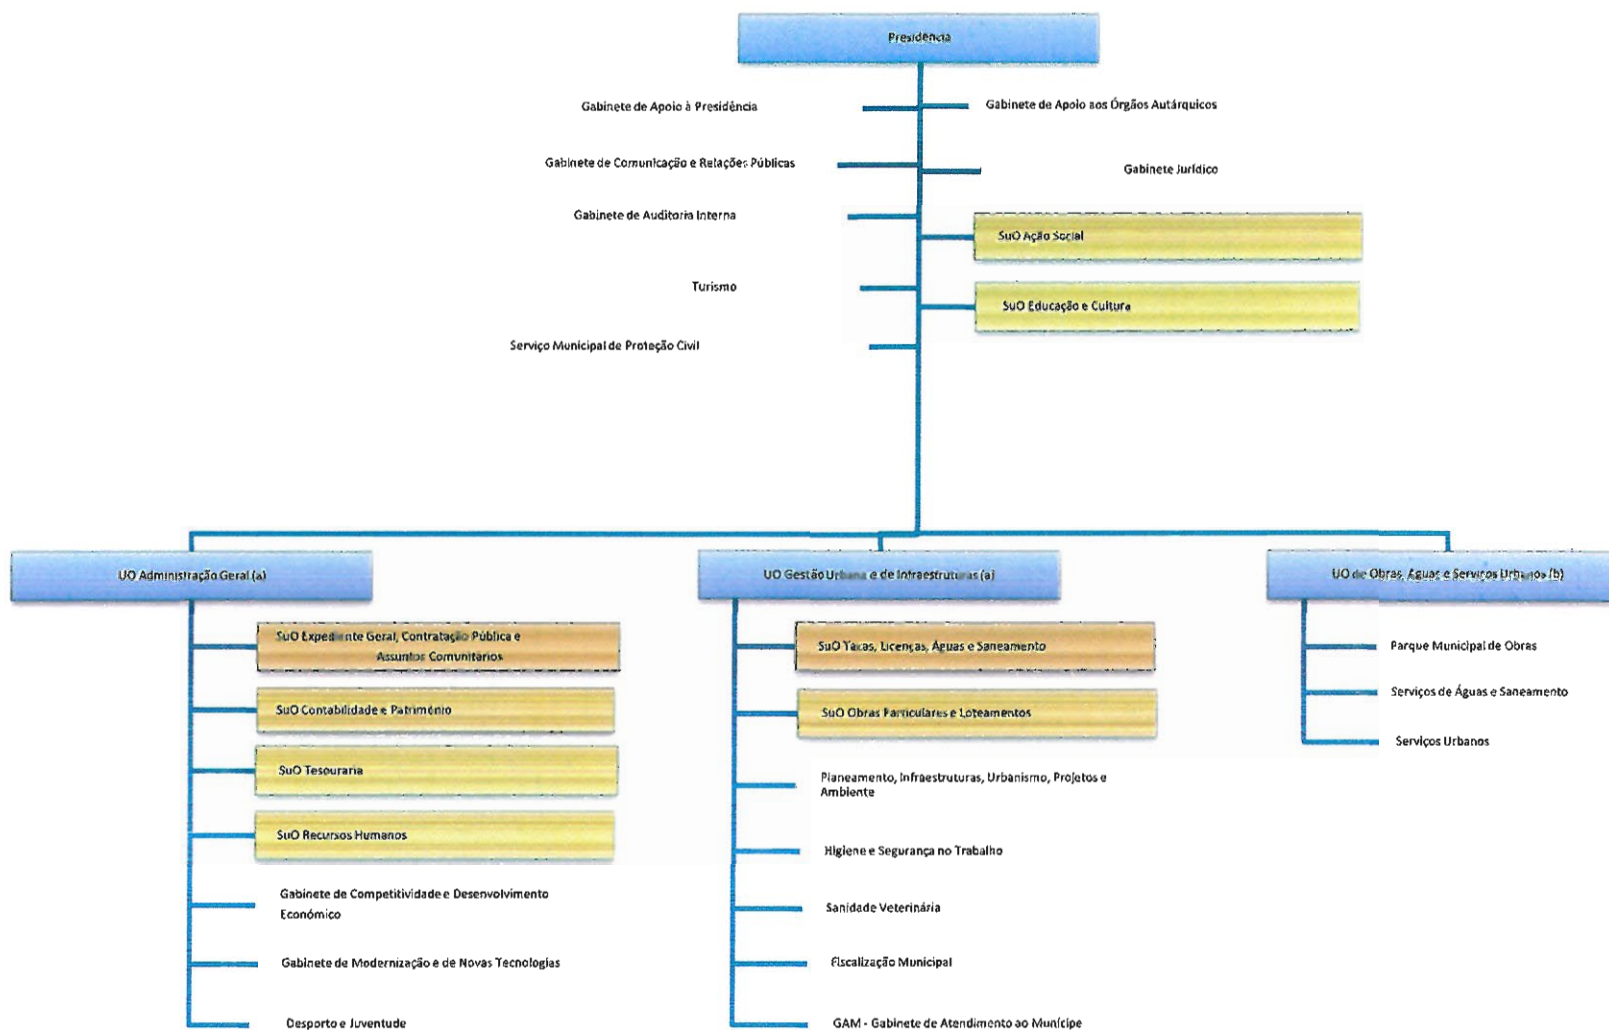 Presidência
Gabinete de Apoio à Presidência
Gabinete de Apoio aos Órgãos Autárquicos
Gabinete de Comunicação e Relações Públicas
Gabinete Jurídico
Gabinete de Auditoria Interna
SuO Ação Social
Turismo
SuO Educação e Cultura
Serviço Municipal de Proteção Civil
UO Administração Geral (a)
SuO Expediente Geral, Contratação Pública e
Assuntos Comunitários
SuO Contabilidade e Património
SuO Tesouraria
SuO Recursos Humanos
Gabinete de Competitividade e Desenvolvimento
Económico
Gabinete de Modernização e de Novas Tecnologias
Desporto e Juventude
UO Gestão Urbana e de Infraestruturas (a)
SuO Taxas, Licenças, Águas e Saneamento
SuO Obras Particulares e Loteamentos
Planeamento, Infraestruturas, Urbanismo, Projetos e
Ambiente
Higiene e Segurança no Trabalho
Sanidade Veterinária
Fiscalização Municipal
GAM - Gabinete de Atendimento ao Munícipe
UO de Obras, Águas e Serviços Urbanos (b)
Parque Municipal de Obras
Serviços de Águas e Saneamento
Serviços Urbanos